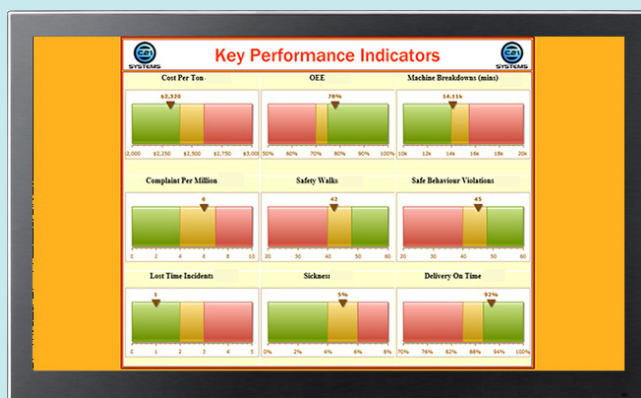 Key Performance Indicators
SYSTEMS
SYSTEMS
Cost Per Ton
OEE
Machine Breakdowns (mins)
$2,320
78%
14.11k
2,000 $2,250 $2,500 $2,750 $3,00
50% 60% 70% 80% 90% 100%
10k 12k 14k 16k 18k 20k
Complaint Per Million
Safety Walks
Safe Behaviour Violations
6
42
45
0 2 4 6 8 10
20 30 40 50 60
20 30 40 50 60
Lost Time Incidents
Sickness
Delivery On Time
1
5%
92%
0 1 2 3 4 5
0% 2% 4% 6% 8%
70% 76% 82% 88% 94% 100%